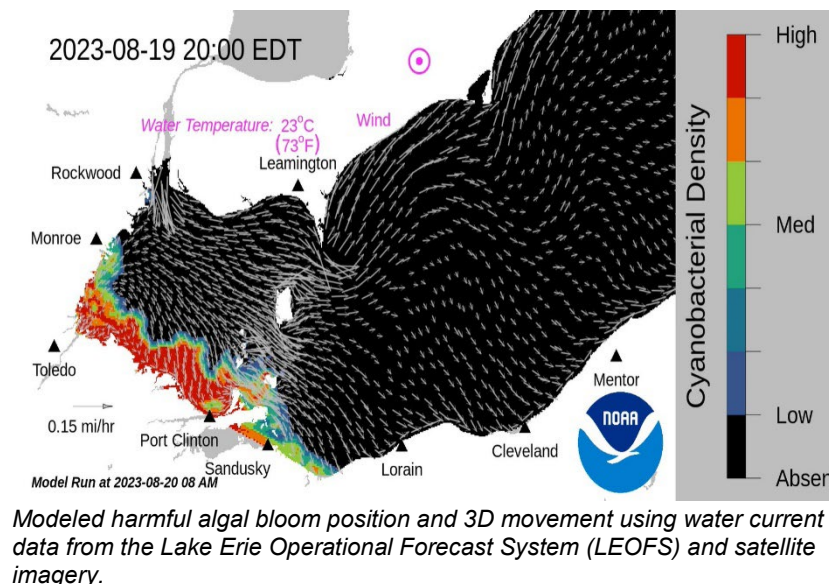 2023-08-19 20:00 EDT
High
Water Temperature: 23°C
(73°F)
Wind
Leamington
Rockwood
Monroe
Med
Cyanobacterial Density
Toledo
Mentor
0.15 mi/hr
NOAA
Port Clinton
Low
Sandusky
Lorain
Cleveland
Model Run at 2023-08-20 08 AM
Absen
Modeled harmful algal bloom position and 3D movement using water current
data from the Lake Erie Operational Forecast System (LEOFS) and satellite
imagery.